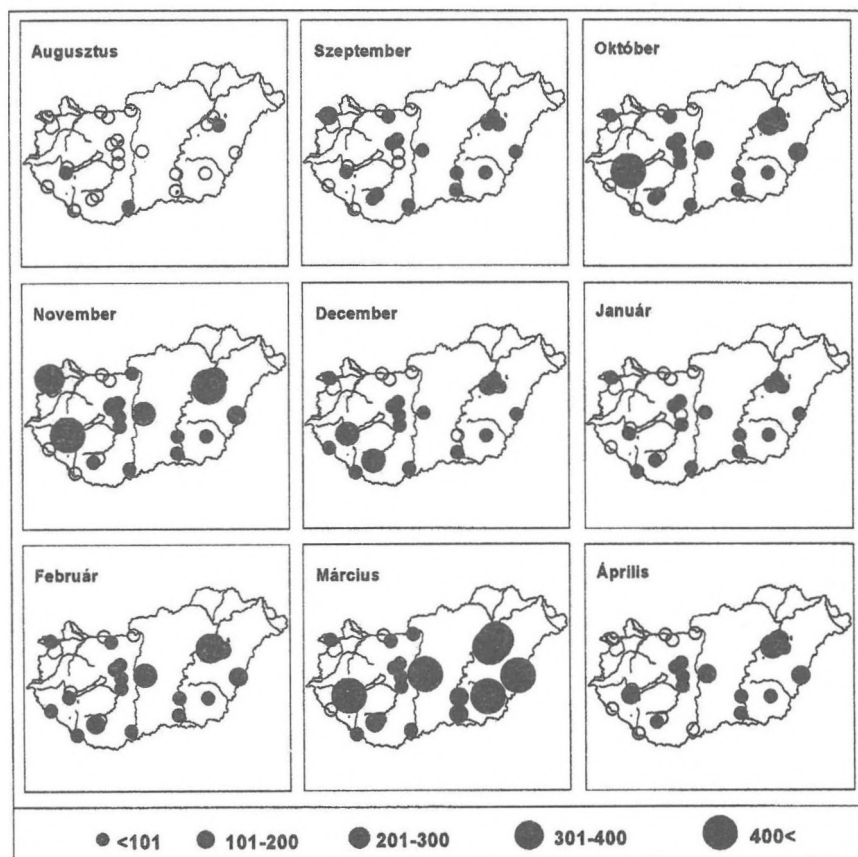 Augusztus
Szeptember
Október
November
December
Január
Február
Március
Április
<101
101-200
201-300
301-400
400<